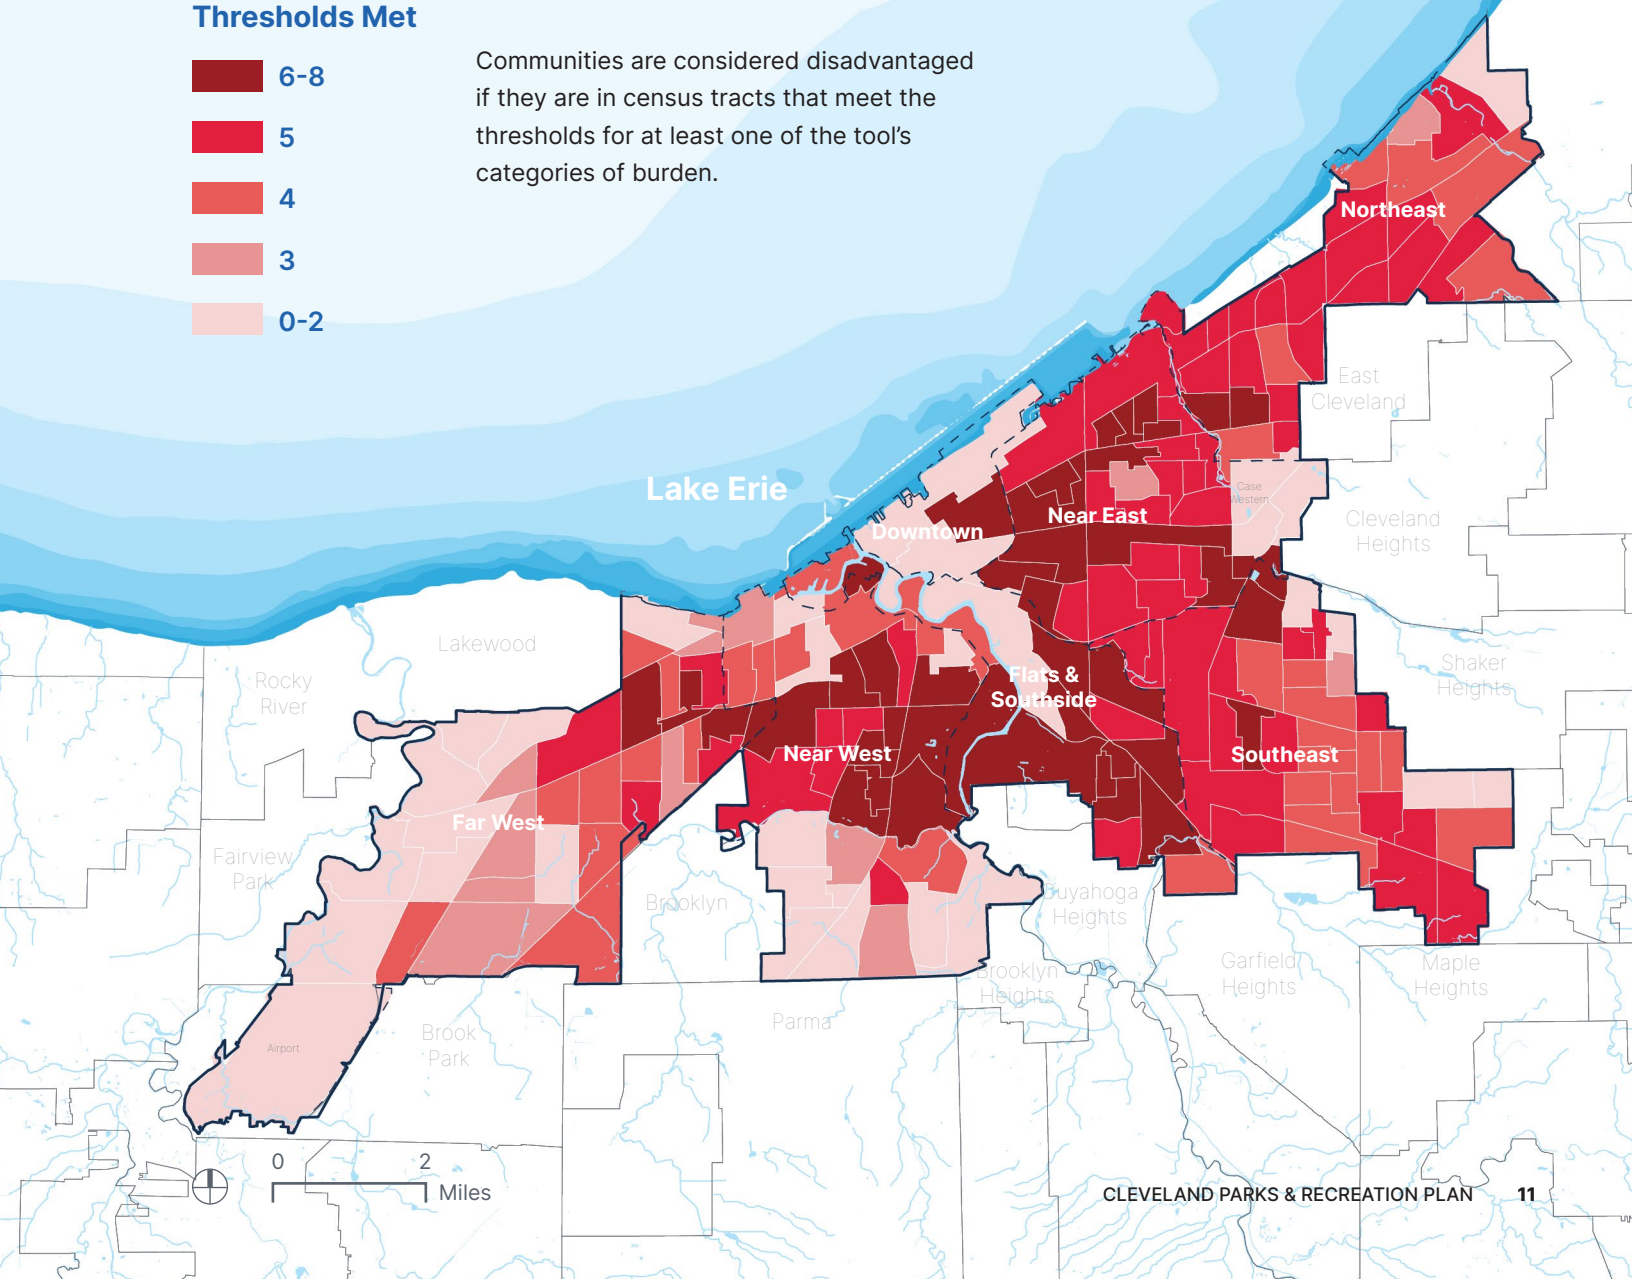 Thresholds Met
6-8
5
4
3
0-2
Communities are considered disadvantaged
if they are in census tracts that meet the
thresholds for at least one of the tool’s
categories of burden.
Northeast
East
Cleveland
Lake Erie
Case
Western
Near East
Downtown
Cleveland
Heights
Lakewood
Rocky
River
Shaker
Heights
Flats &
Southside
Near West
Southeast
Far West
Fairview
Park
Brooklyn
Cuyahoga
Heights
Brooklyn
Heights
Garfield
Heights
Maple
Heights
Parma
Brook
Park
Airport
0
2
Miles
CLEVELAND PARKS & RECREATION PLAN
11